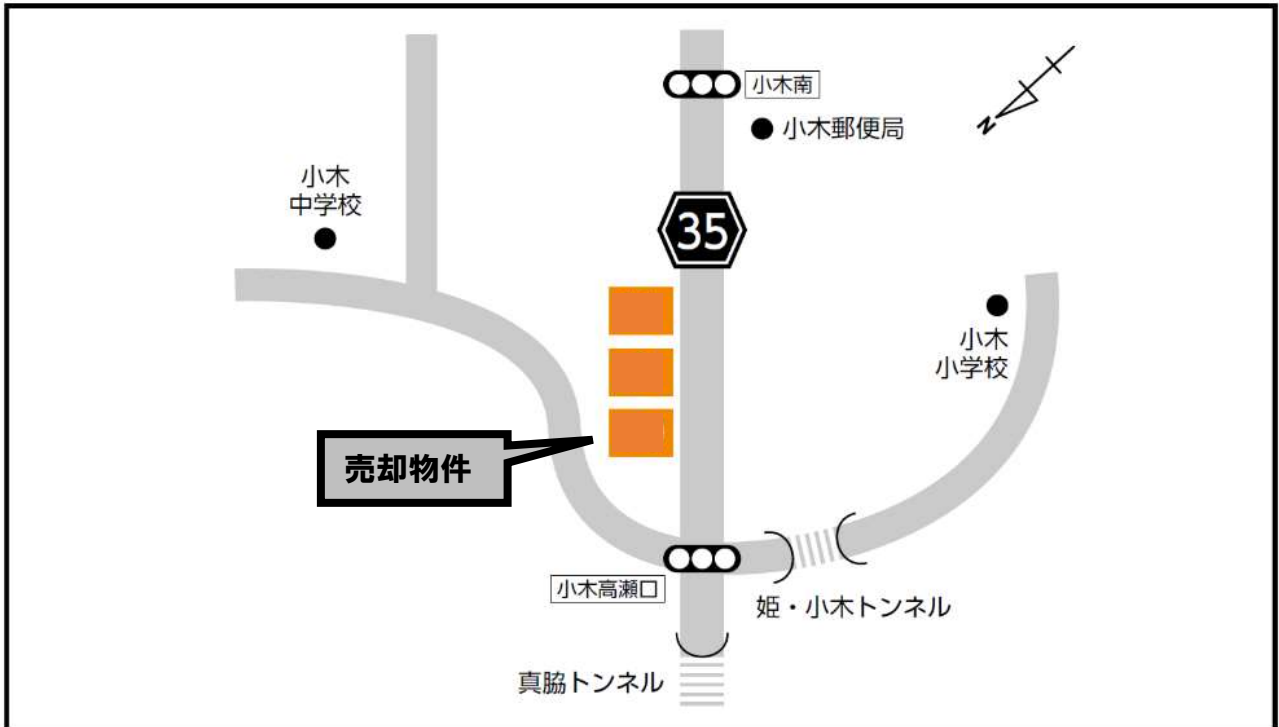 小木南
小木郵便局
N
小木
中学校
35
小木
小学校
売却物件
小木高瀬口
姫・小木トンネル
真脇トンネル